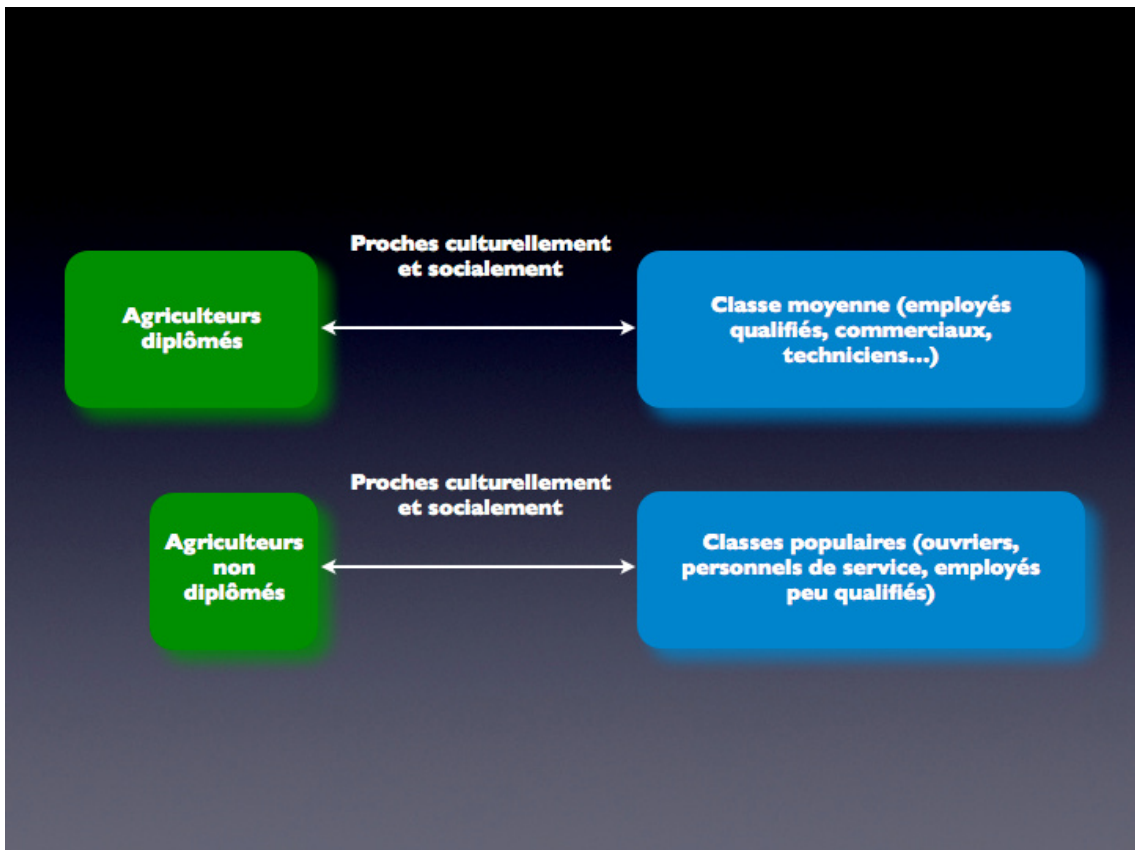 Proches culturellement
et socialement
Agriculteurs
diplômés
Classe moyenne (employés
qualifiés, commerciaux,
techniciens...)
Proches culturellement
et socialement
Agriculteurs
non
diplômés
Classes populaires (ouvriers,
personnels de service, employés
peu qualifiés)